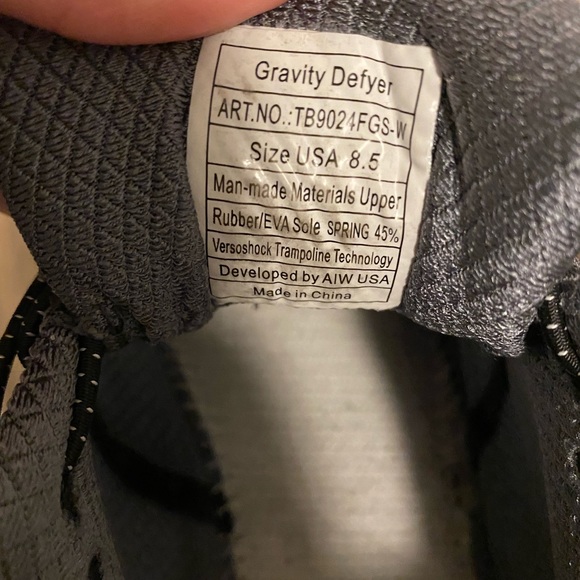 Gravity Defyer
ART.NO.:TB9024FGS-W
Size USA 8.5
Man-made Materials Upper
Rubber/EVA Sole SPRING 45%
Versoshock Trampoline Technology
Developed by AIW USA
Made in China